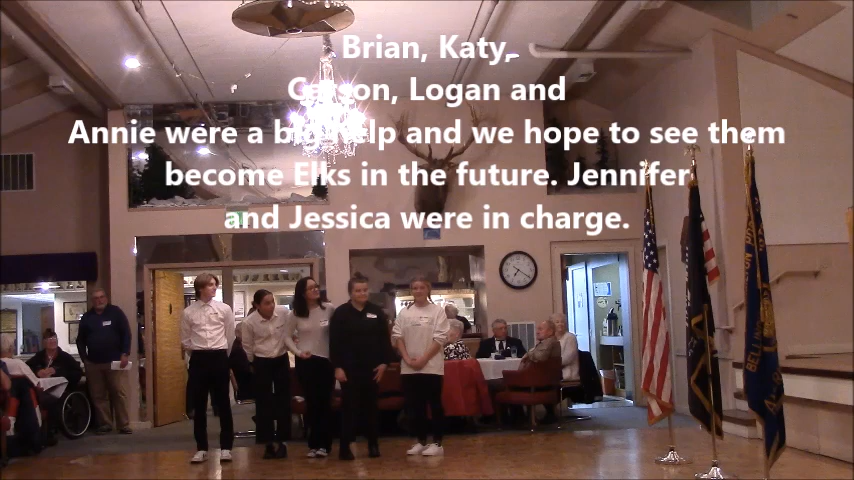 Brian, Katy,
Carson, Logan and
Annie were a big help and we hope to see them
become Elks in the future. Jennifer
and Jessica were in charge.